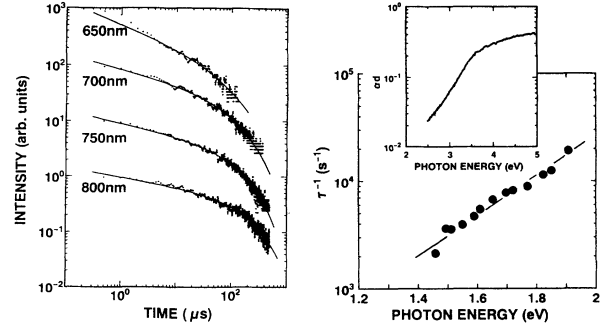 10³
10²
10¹
10⁰
10⁻¹
10⁻²
650nm
700nm
750nm
800nm
10⁰
10²
INTENSITY (arb. units)
TIME ( μs)
10⁰
10⁻¹
10⁻²
αd
2 3 4 5
PHOTON ENERGY (eV)
10⁵
10⁴
10³
τ⁻¹ (s⁻¹)
1.2 1.4 1.6 1.8 2
PHOTON ENERGY (eV)